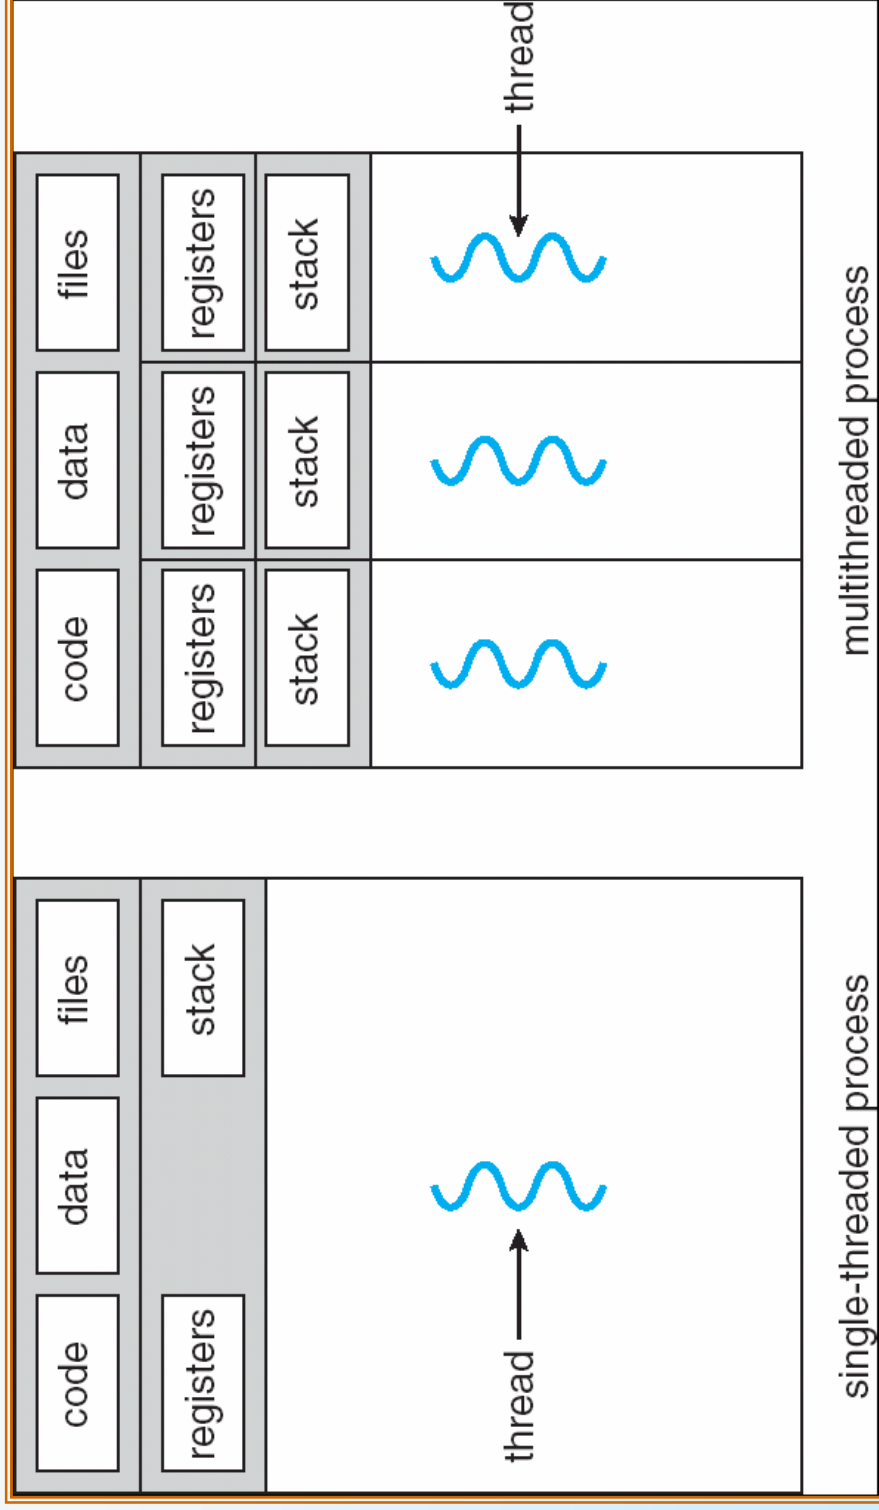 code data files
registers stack
thread
single-threaded process
code data files
registers registers registers
stack stack stack
thread
multithreaded process